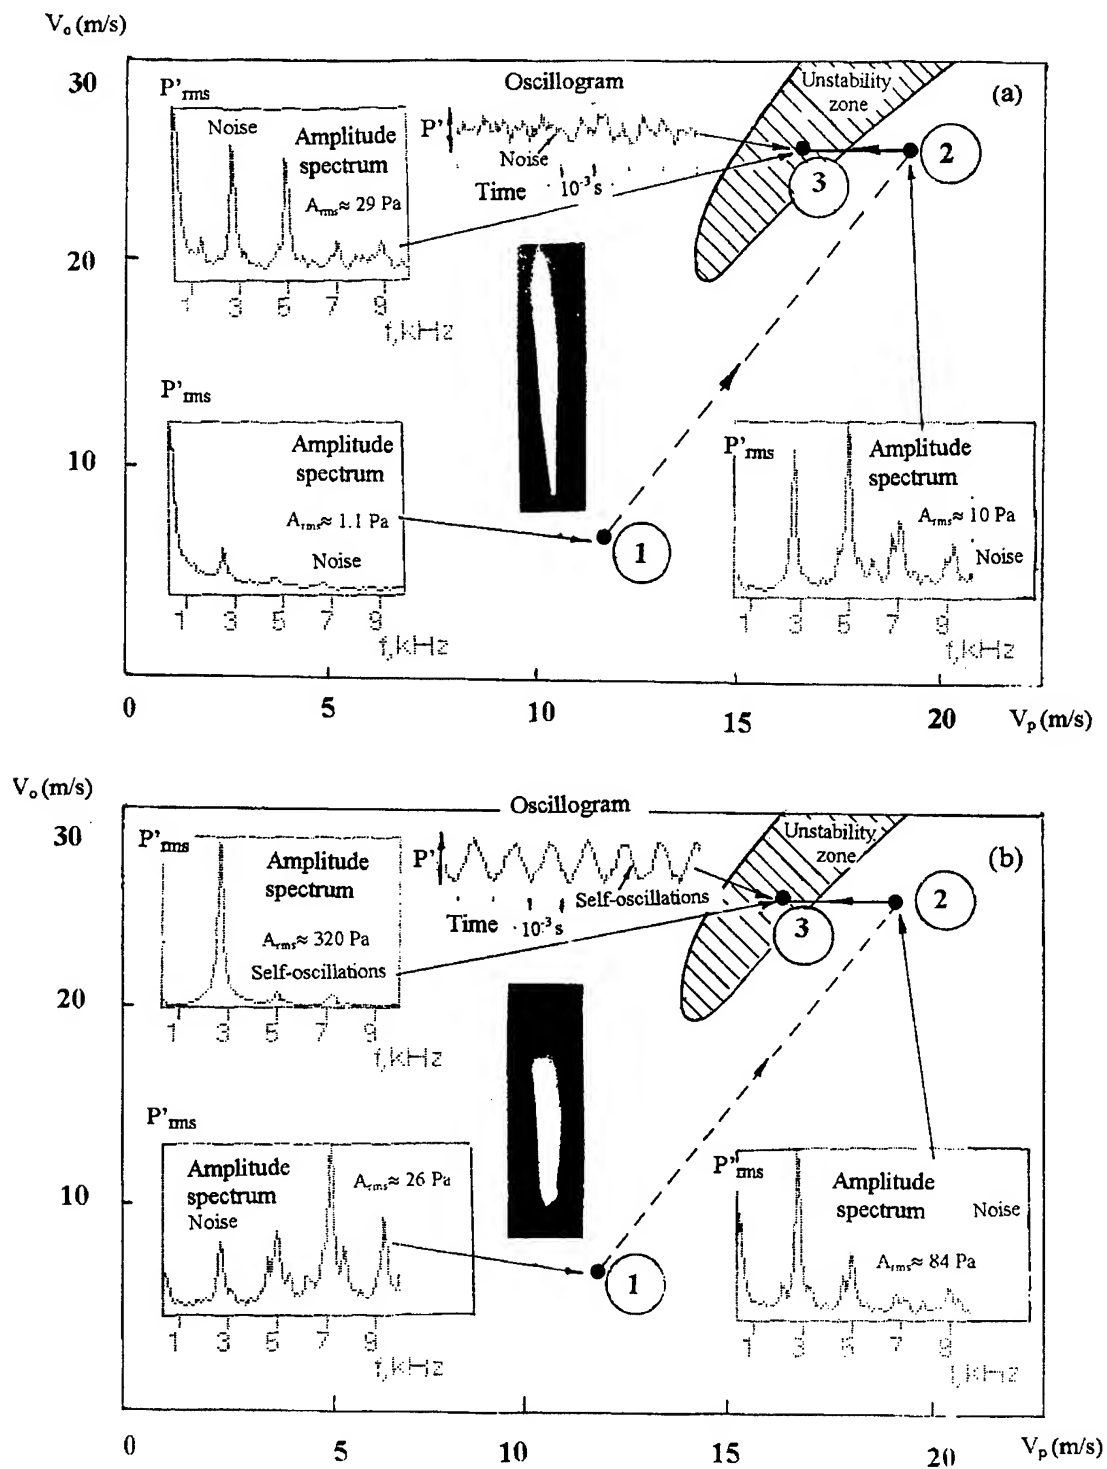 Vₒ (m/s)
30
20
10
0
5
10
15
20
Vₚ (m/s)
(a)
Oscillogram
P'
Noise
Time · 10⁻³ s
Unstability
zone
2
3
1
P'rms
Noise
Amplitude
spectrum
Arms≈ 29 Pa
1 3 5 7 9
f,kHz
P'rms
Amplitude
spectrum
Arms≈ 1.1 Pa
Noise
1 3 5 7 9
f,kHz
P'rms
Amplitude
spectrum
Arms≈ 10 Pa
Noise
1 3 5 7 9
f,kHz
Vₒ (m/s)
30
20
10
0
5
10
15
20
Vₚ (m/s)
(b)
Oscillogram
P'
Self-oscillations
Time · 10⁻³ s
Unstability
zone
2
3
1
P'rms
Amplitude
spectrum
Arms≈ 320 Pa
Self-oscillations
1 3 5 7 9
f,kHz
P'rms
Amplitude
spectrum
Noise
Arms≈ 26 Pa
1 3 5 7 9
f,kHz
P'rms
Amplitude
spectrum
Noise
Arms≈ 84 Pa
1 3 5 7 9
f,kHz